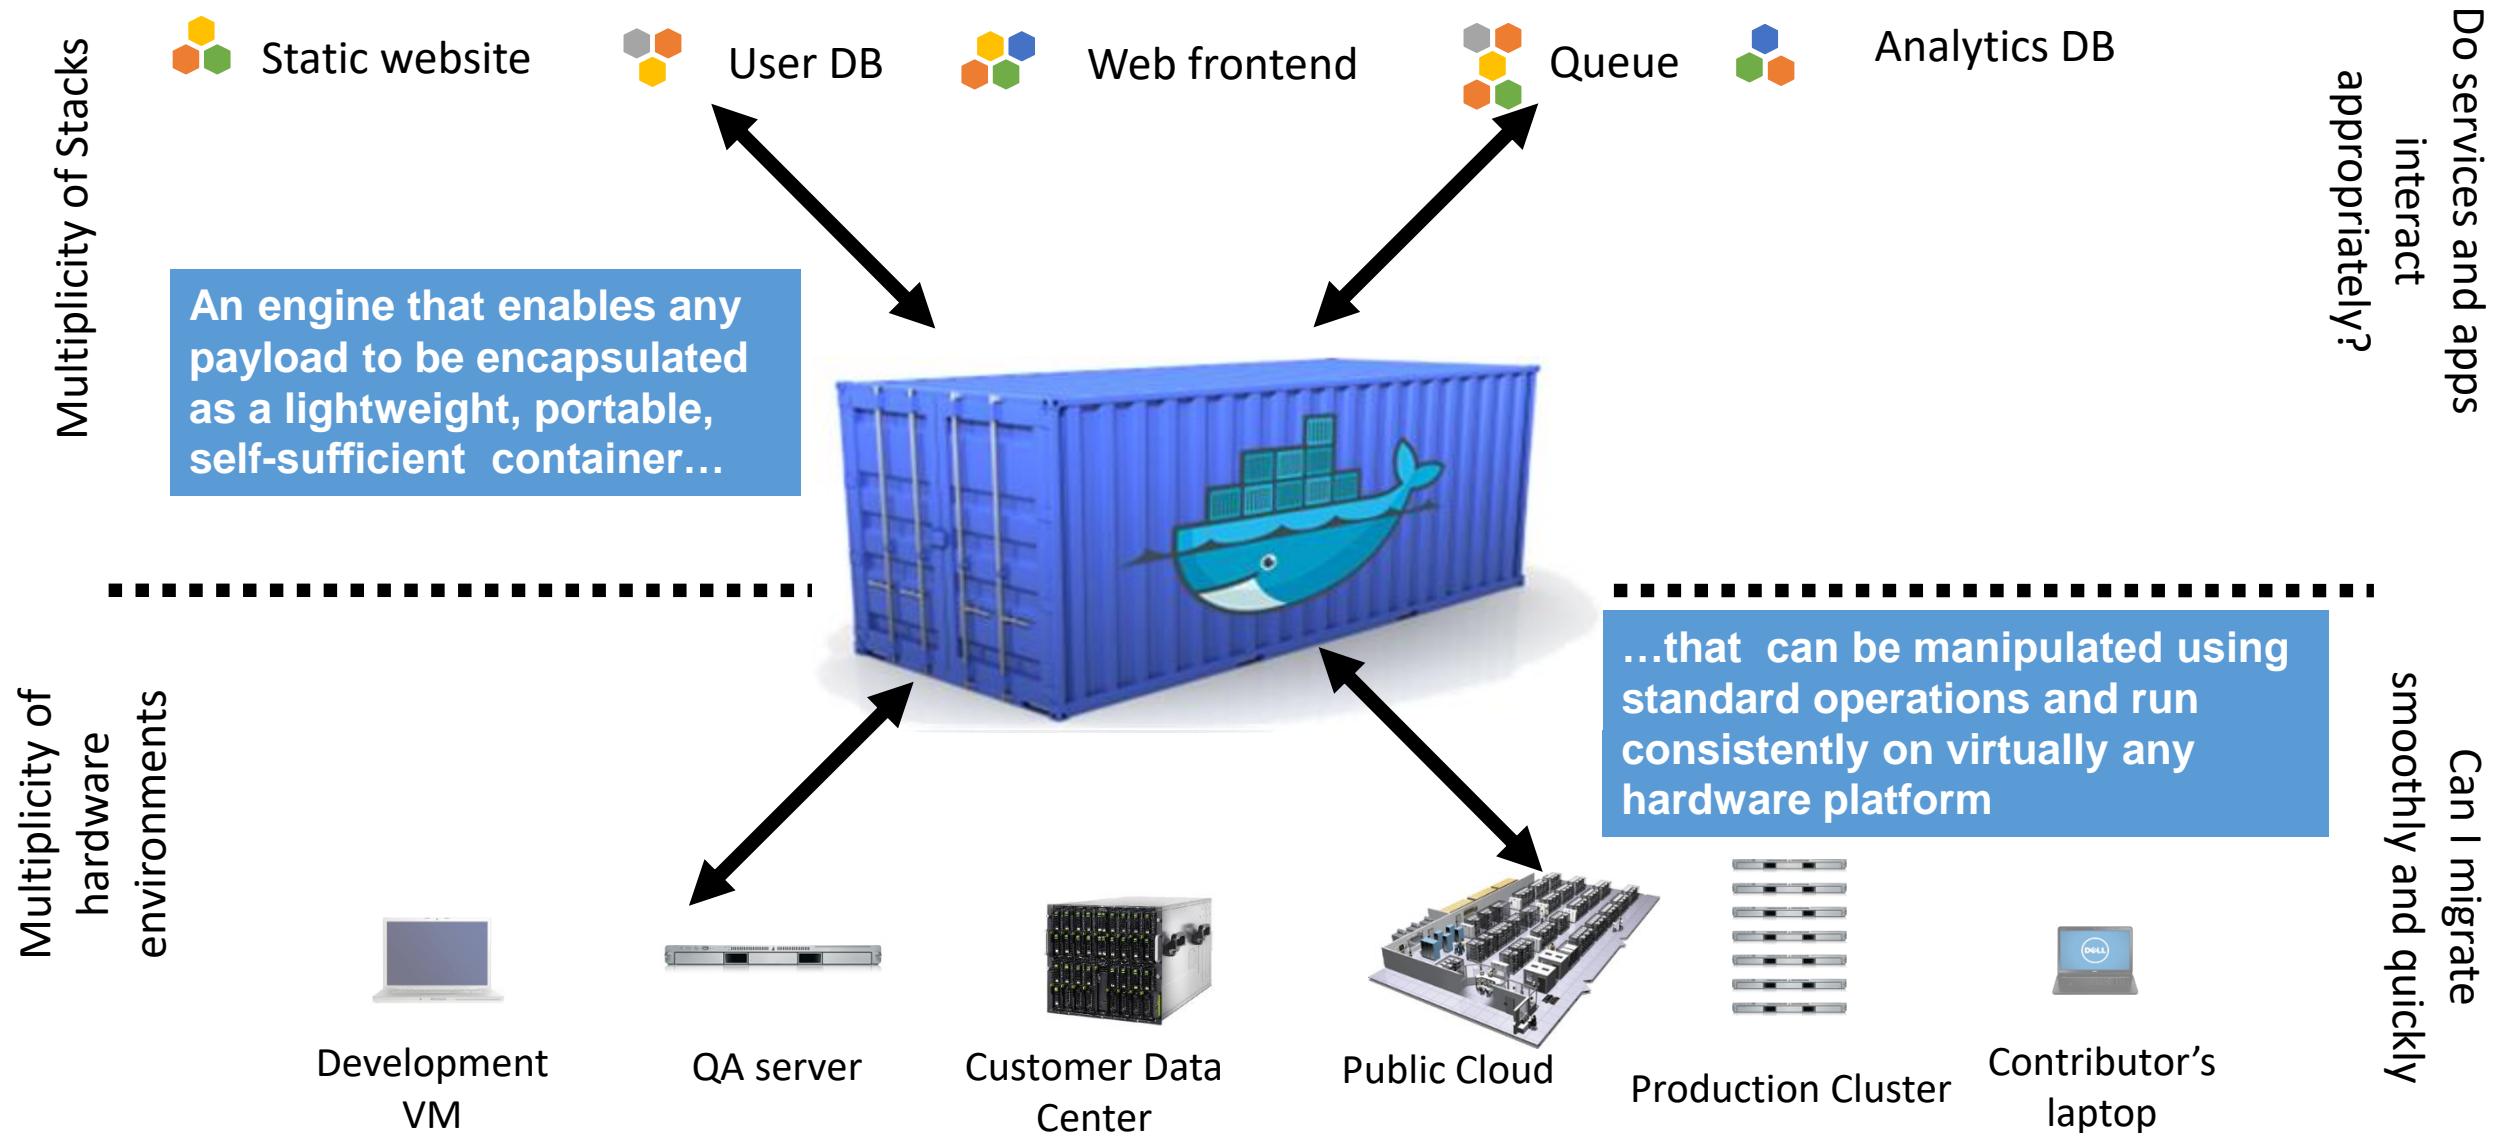 Static website
User DB
Web frontend
Queue
Analytics DB
Multiplicity of Stacks
Do services and apps
interact
appropriately?
An engine that enables any
payload to be encapsulated
as a lightweight, portable,
self-sufficient  container…
…that  can be manipulated using
standard operations and run
consistently on virtually any
hardware platform
Multiplicity of
hardware
environments
Can I migrate
smoothly and quickly
DELL
Development
VM
QA server
Customer Data
Center
Public Cloud
Production Cluster
Contributor’s
laptop